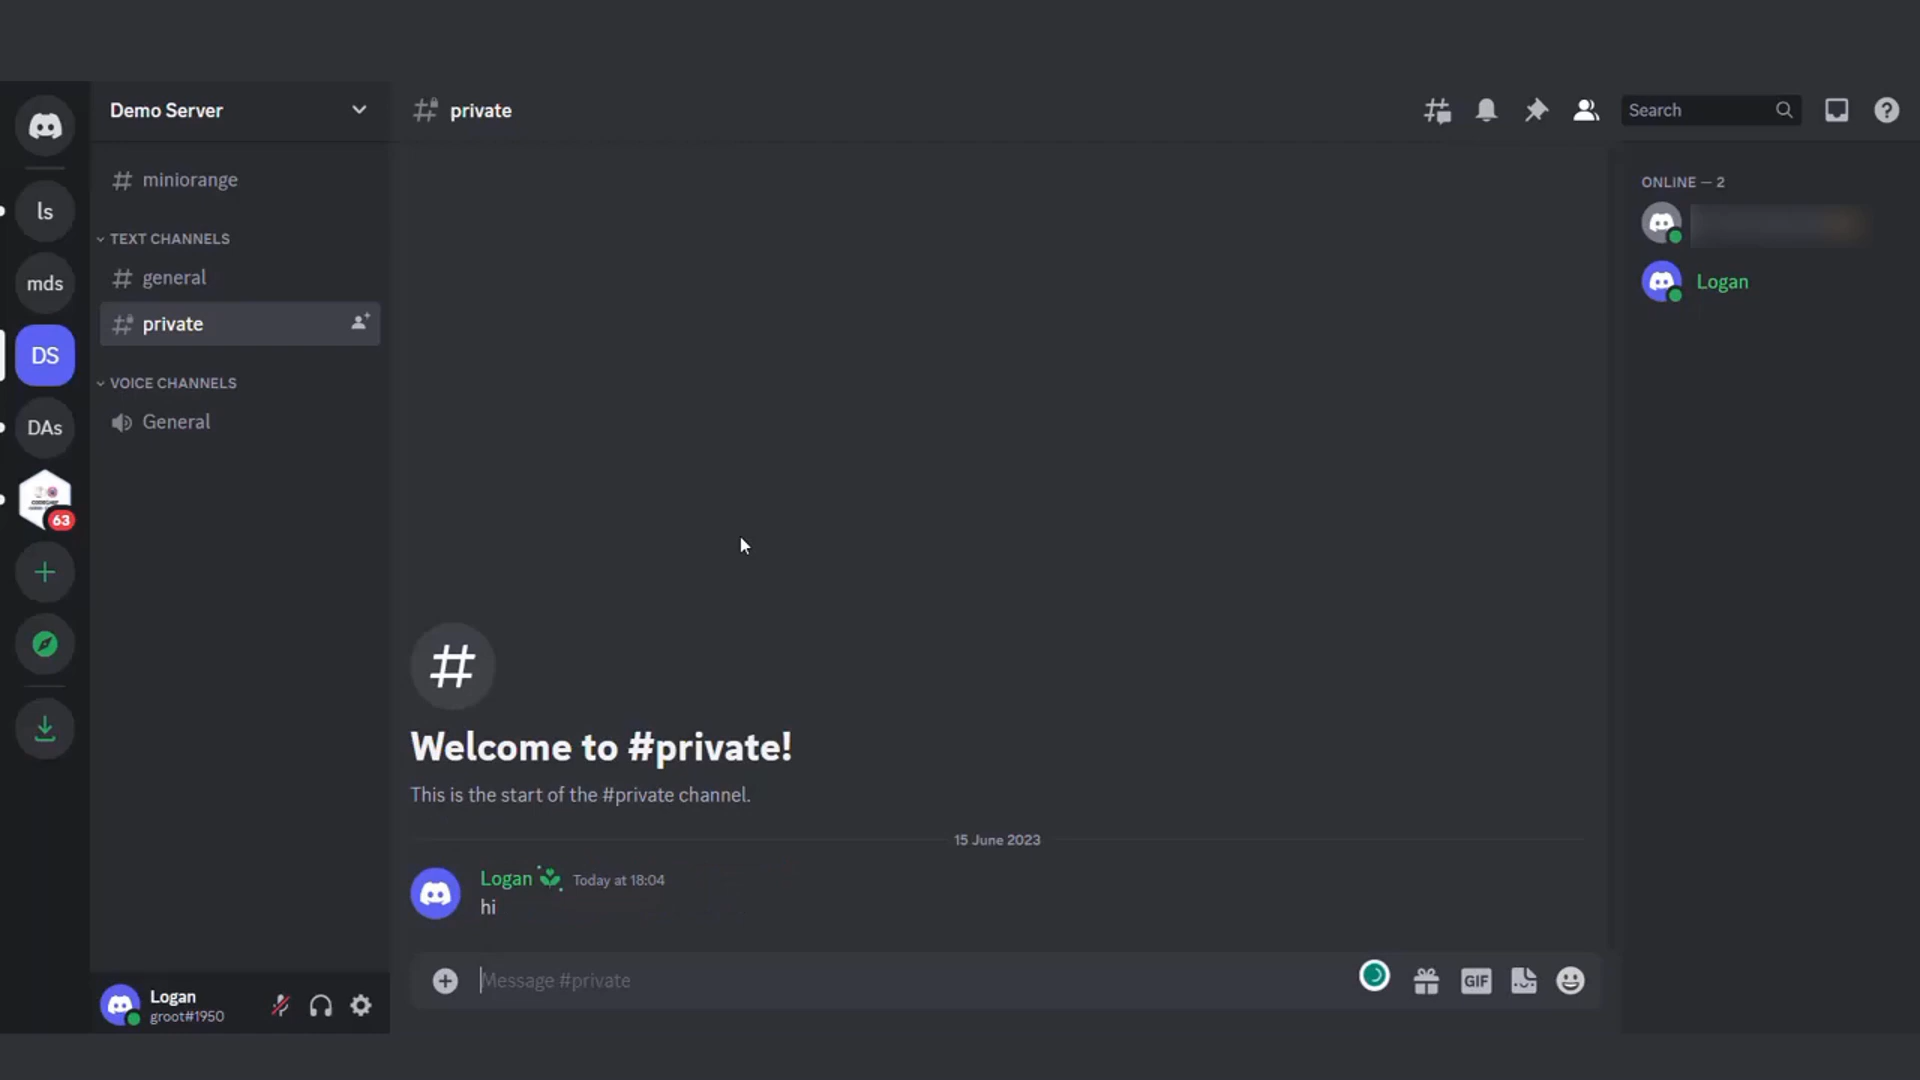 Demo Server
private
Search
ls
mds
DS
DAs
63
miniorange
TEXT CHANNELS
general
private
VOICE CHANNELS
General
Welcome to #private!
This is the start of the #private channel.
15 June 2023
Logan Today at 18:04
hi
Message #private
GIF
Logan
groot#1950
ONLINE — 2
Logan